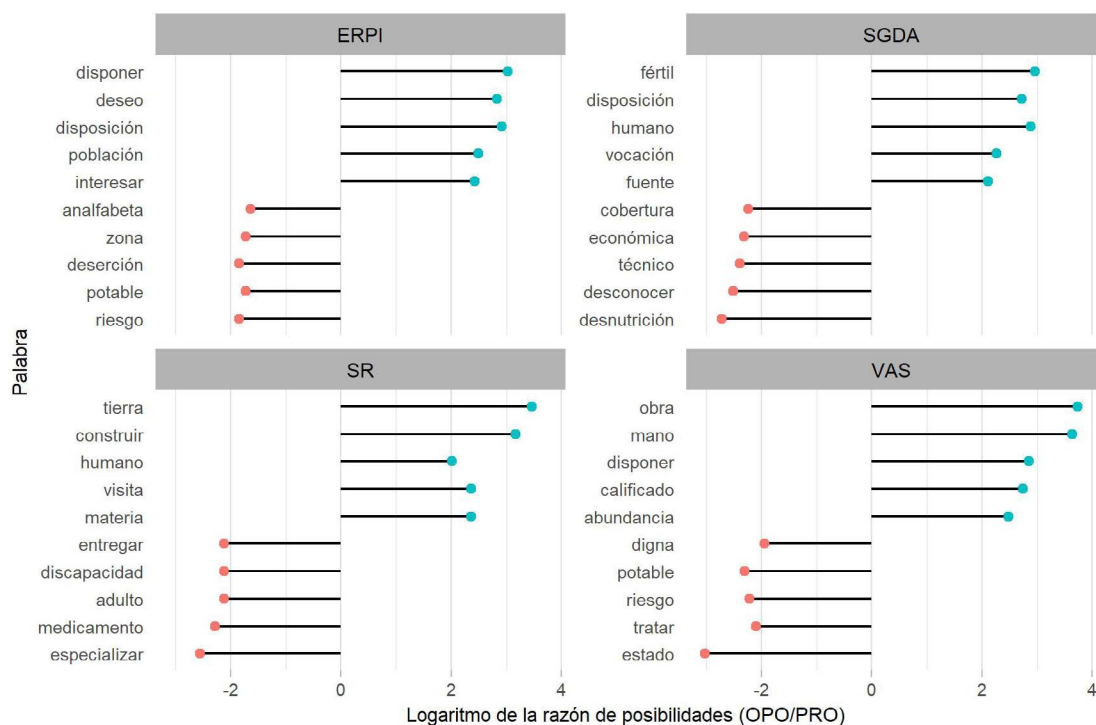 ERPI
disponer
deseo
disposición
población
interesar
analfabeta
zona
deserción
potable
riesgo
SGDA
fértil
disposición
humano
vocación
fuente
cobertura
económica
técnico
desconocer
desnutrición
Palabra
SR
tierra
construir
humano
visita
materia
entregar
discapacidad
adulto
medicamento
especializar
-2 0 2 4
VAS
obra
mano
disponer
calificado
abundancia
digna
potable
riesgo
tratar
estado
-2 0 2 4
Logaritmo de la razón de posibilidades (OPO/PRO)